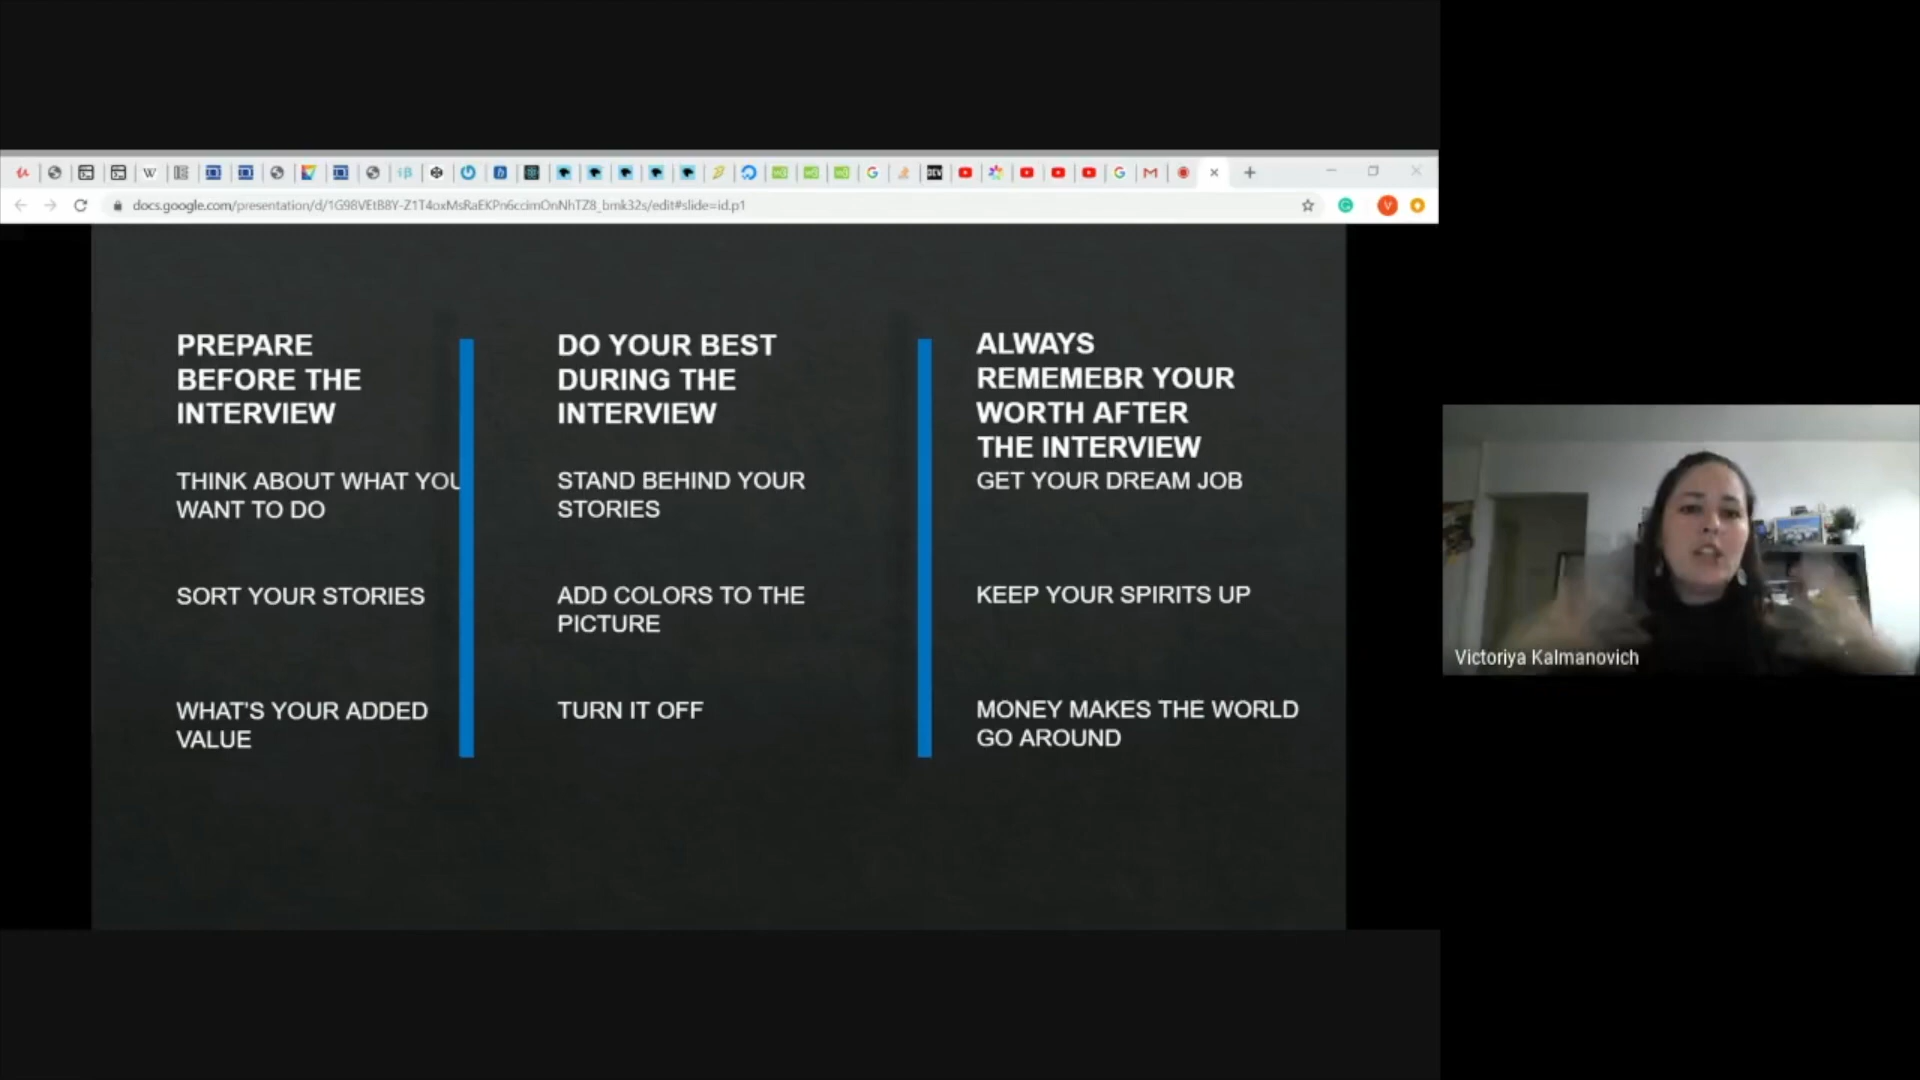 docs.google.com/presentation/d/1G98VEtB8Y-Z1T4oxMsRaEKPn6ccimOnNhTZ8_bmk32s/edit#slide=id.p1
PREPARE
BEFORE THE
INTERVIEW
THINK ABOUT WHAT YOU
WANT TO DO
SORT YOUR STORIES
WHAT'S YOUR ADDED
VALUE
DO YOUR BEST
DURING THE
INTERVIEW
STAND BEHIND YOUR
STORIES
ADD COLORS TO THE
PICTURE
TURN IT OFF
ALWAYS
REMEMEBR YOUR
WORTH AFTER
THE INTERVIEW
GET YOUR DREAM JOB
KEEP YOUR SPIRITS UP
MONEY MAKES THE WORLD
GO AROUND
Victoriya Kalmanovich